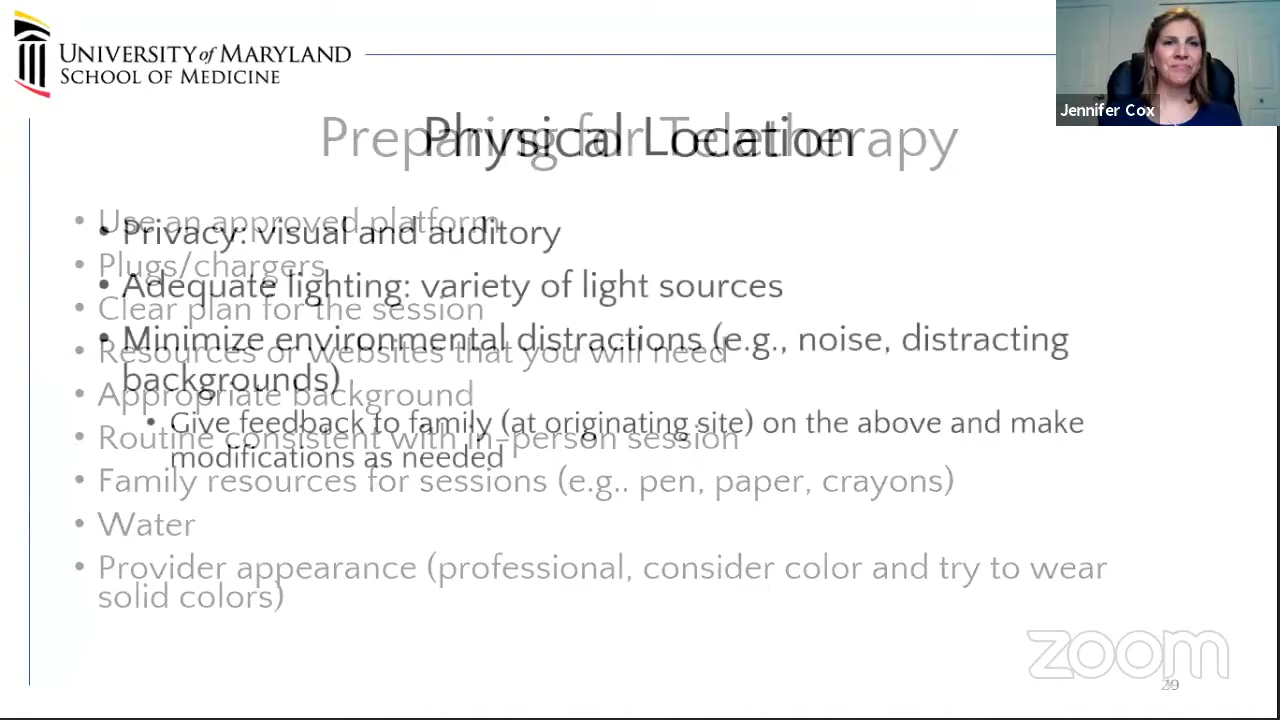 UNIVERSITY of MARYLAND
SCHOOL OF MEDICINE
Jennifer Cox
Physical Location
• Privacy: visual and auditory
• Adequate lighting: variety of light sources
• Minimize environmental distractions (e.g., noise, distracting
backgrounds)
• Give feedback to family (at originating site) on the above and make
modifications as needed
Preparing for Teletherapy
• Use an approved platform
• Plugs/chargers
• Clear plan for the session
• Resources or websites that you will need
• Appropriate background
• Routine consistent with in-person session
• Family resources for sessions (e.g.. pen, paper, crayons)
• Water
• Provider appearance (professional, consider color and try to wear
solid colors)
zoom